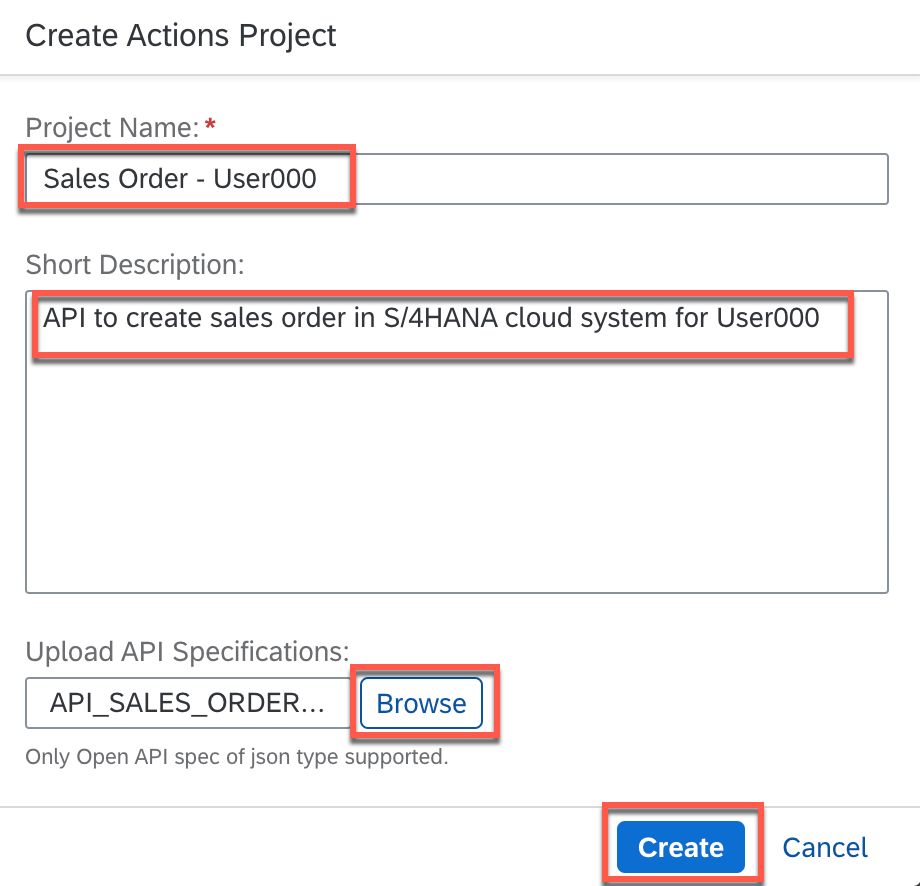 Create Actions Project
Project Name: *
Sales Order - User000
Short Description:
API to create sales order in S/4HANA cloud system for User000
Upload API Specifications:
API_SALES_ORDER... Browse
Only Open API spec of json type supported.
Create Cancel